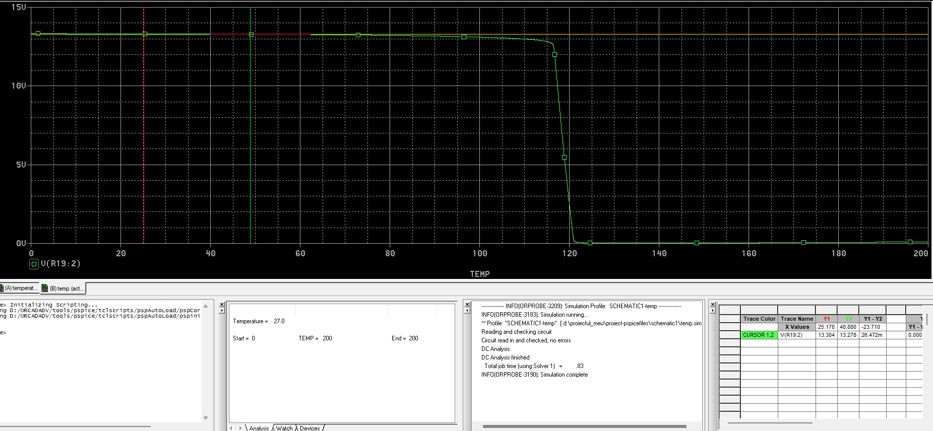 15V
10V
5V
0V
0 20 40 60 80 100 120 140 160 180 200
V(R19:2)
TEMP
(A) temperat... (B) temp (act...
e> Initializing Scripting...
ng D:/ORCADADV/tools/pspice/tclscripts/pspAutoLoad/pspCor
ng D:/ORCADADV/tools/pspice/tclscripts/pspAutoLoad/pspini
e>
Temperature = 27.0
Start = 0 TEMP = 200 End = 200
Analysis Watch Devices
---------- INFO(ORPROBE-3209): Simulation Profile: SCHEMATIC1-temp ----------
INFO(ORPROBE-3183): Simulation running...
** Profile: "SCHEMATIC1-temp" [ d:\proiectul_meu\proiect-pspicefiles\schematic1\temp.sim
Reading and checking circuit
Circuit read in and checked, no errors
DC Analysis
DC Analysis finished
Total job time (using Solver 1) = .83
INFO(ORPROBE-3190): Simulation complete
Trace Color Trace Name Y1 Y2 Y1 - Y2
X Values 25.170 48.880 -23.710
CURSOR 1,2 V(R19:2) 13.304 13.278 26.472m 0.000